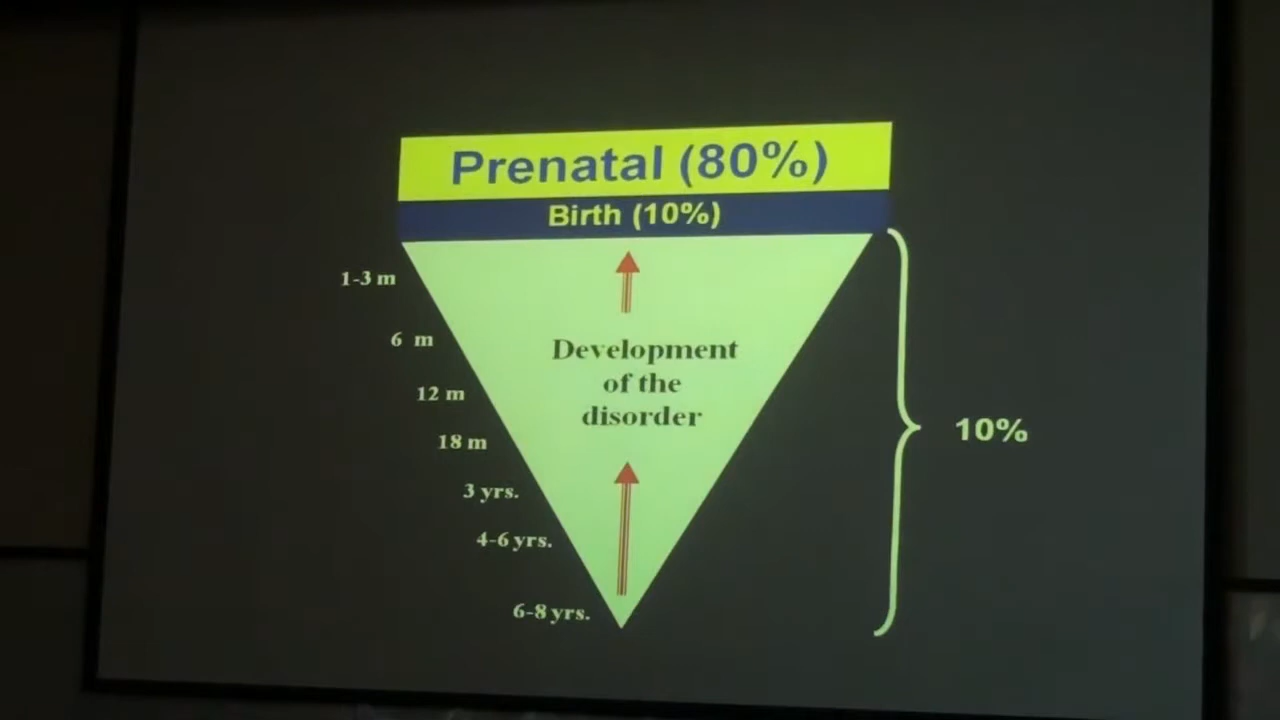 Prenatal (80%)
Birth (10%)
1-3 m
6 m
12 m
18 m
3 yrs.
4-6 yrs.
6-8 yrs.
Development
of the
disorder
10%